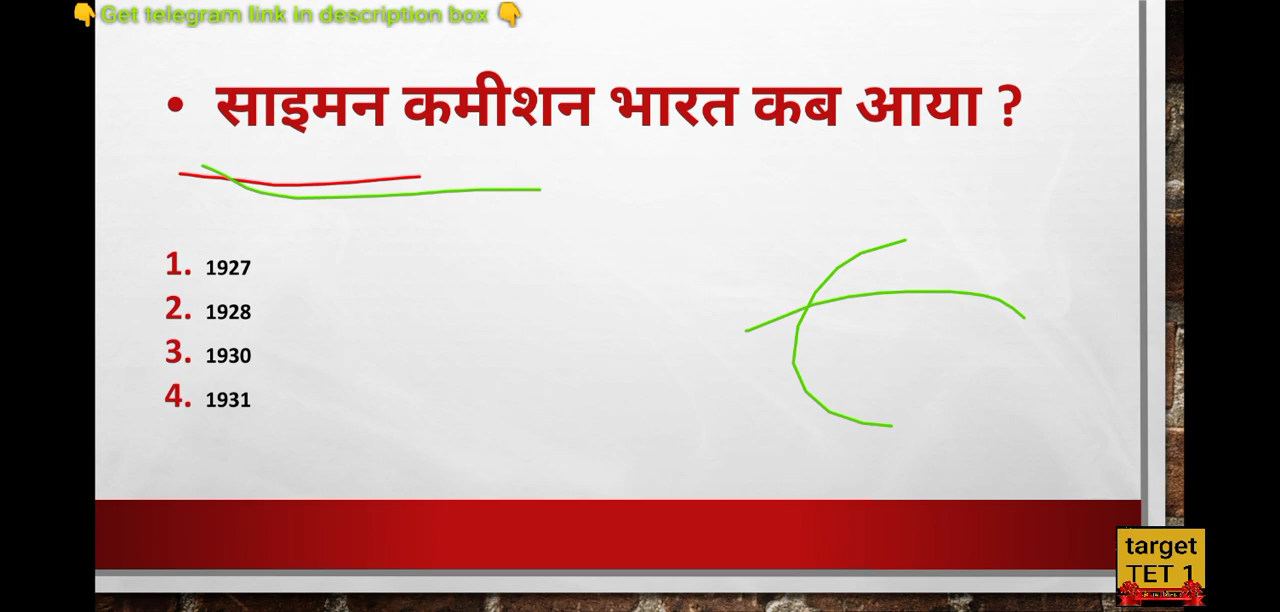 👇Get telegram link in description box 👇
• साइमन कमीशन भारत कब आया ?
1. 1927
2. 1928
3. 1930
4. 1931
target
TET 1